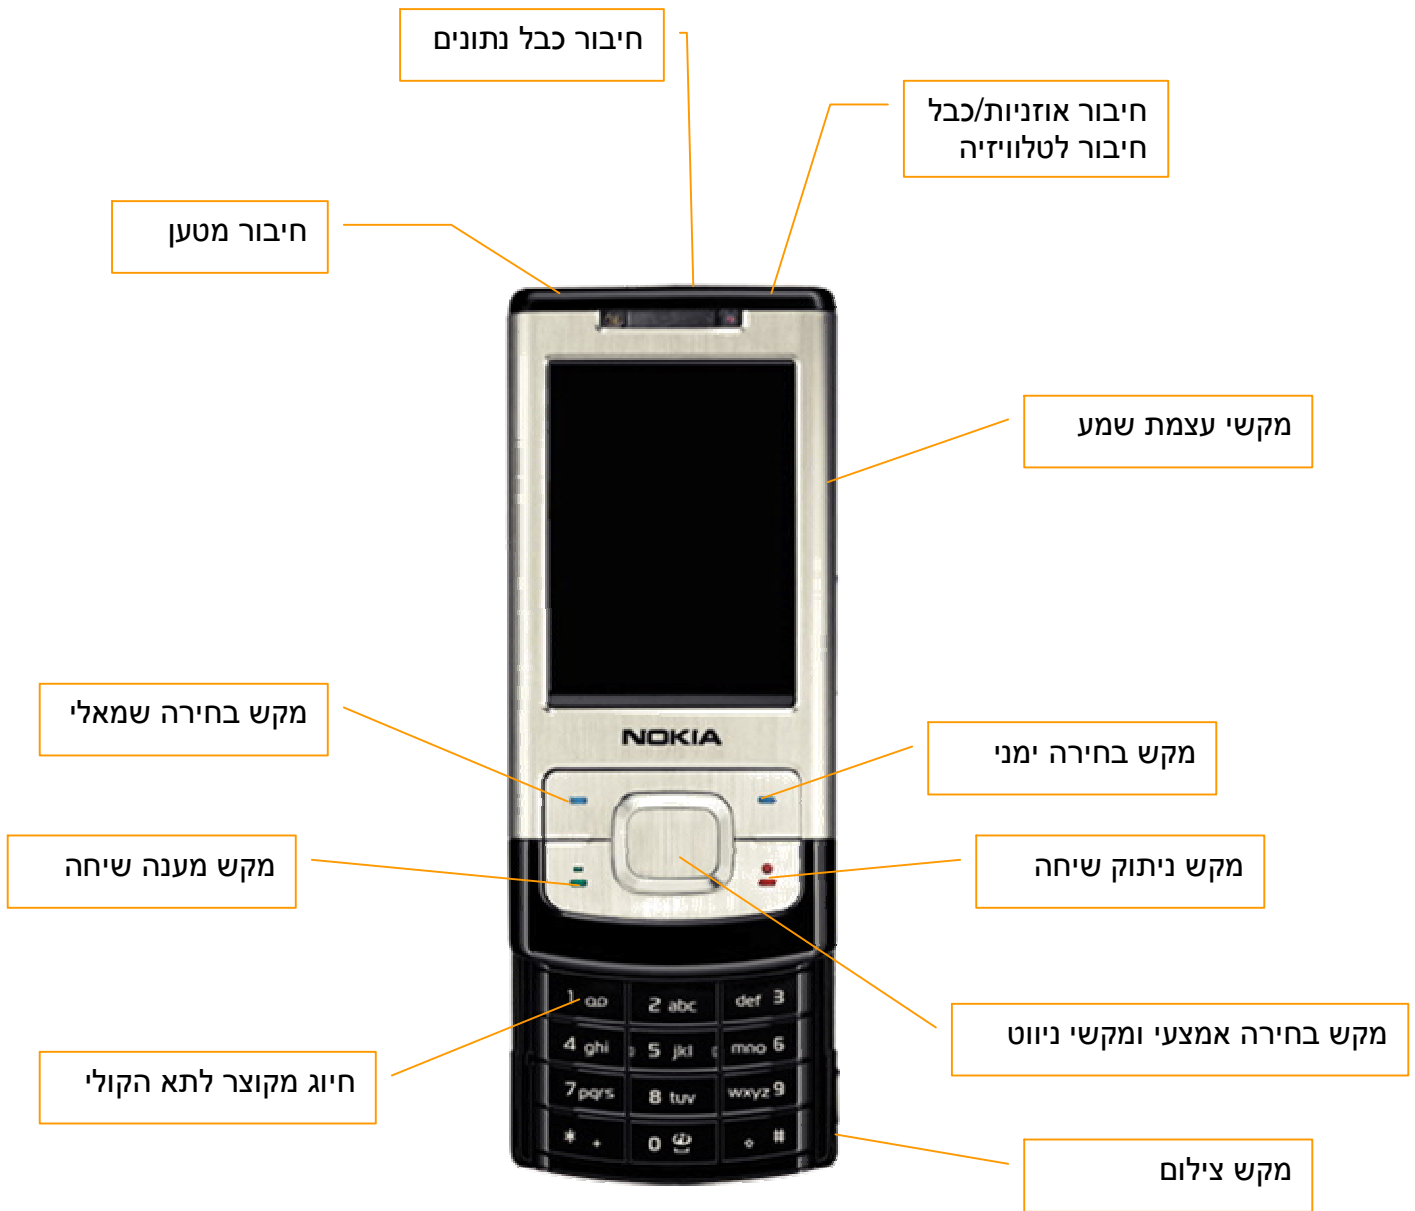 חיבור כבל נתונים
חיבור אוזניות/כבל
חיבור לטלוויזיה
חיבור מטען
מקשי עצמת שמע
מקש בחירה שמאלי
NOKIA
מקש בחירה ימני
מקש מענה שיחה
מקש ניתוק שיחה
1
2 abc
def 3
מקש בחירה אמצעי ומקשי ניווט
4 ghi
5 jkl
mno 6
חיוג מקוצר לתא הקולי
7pqrs
8 tuv
wxyz 9
* +
0
#
מקש צילום